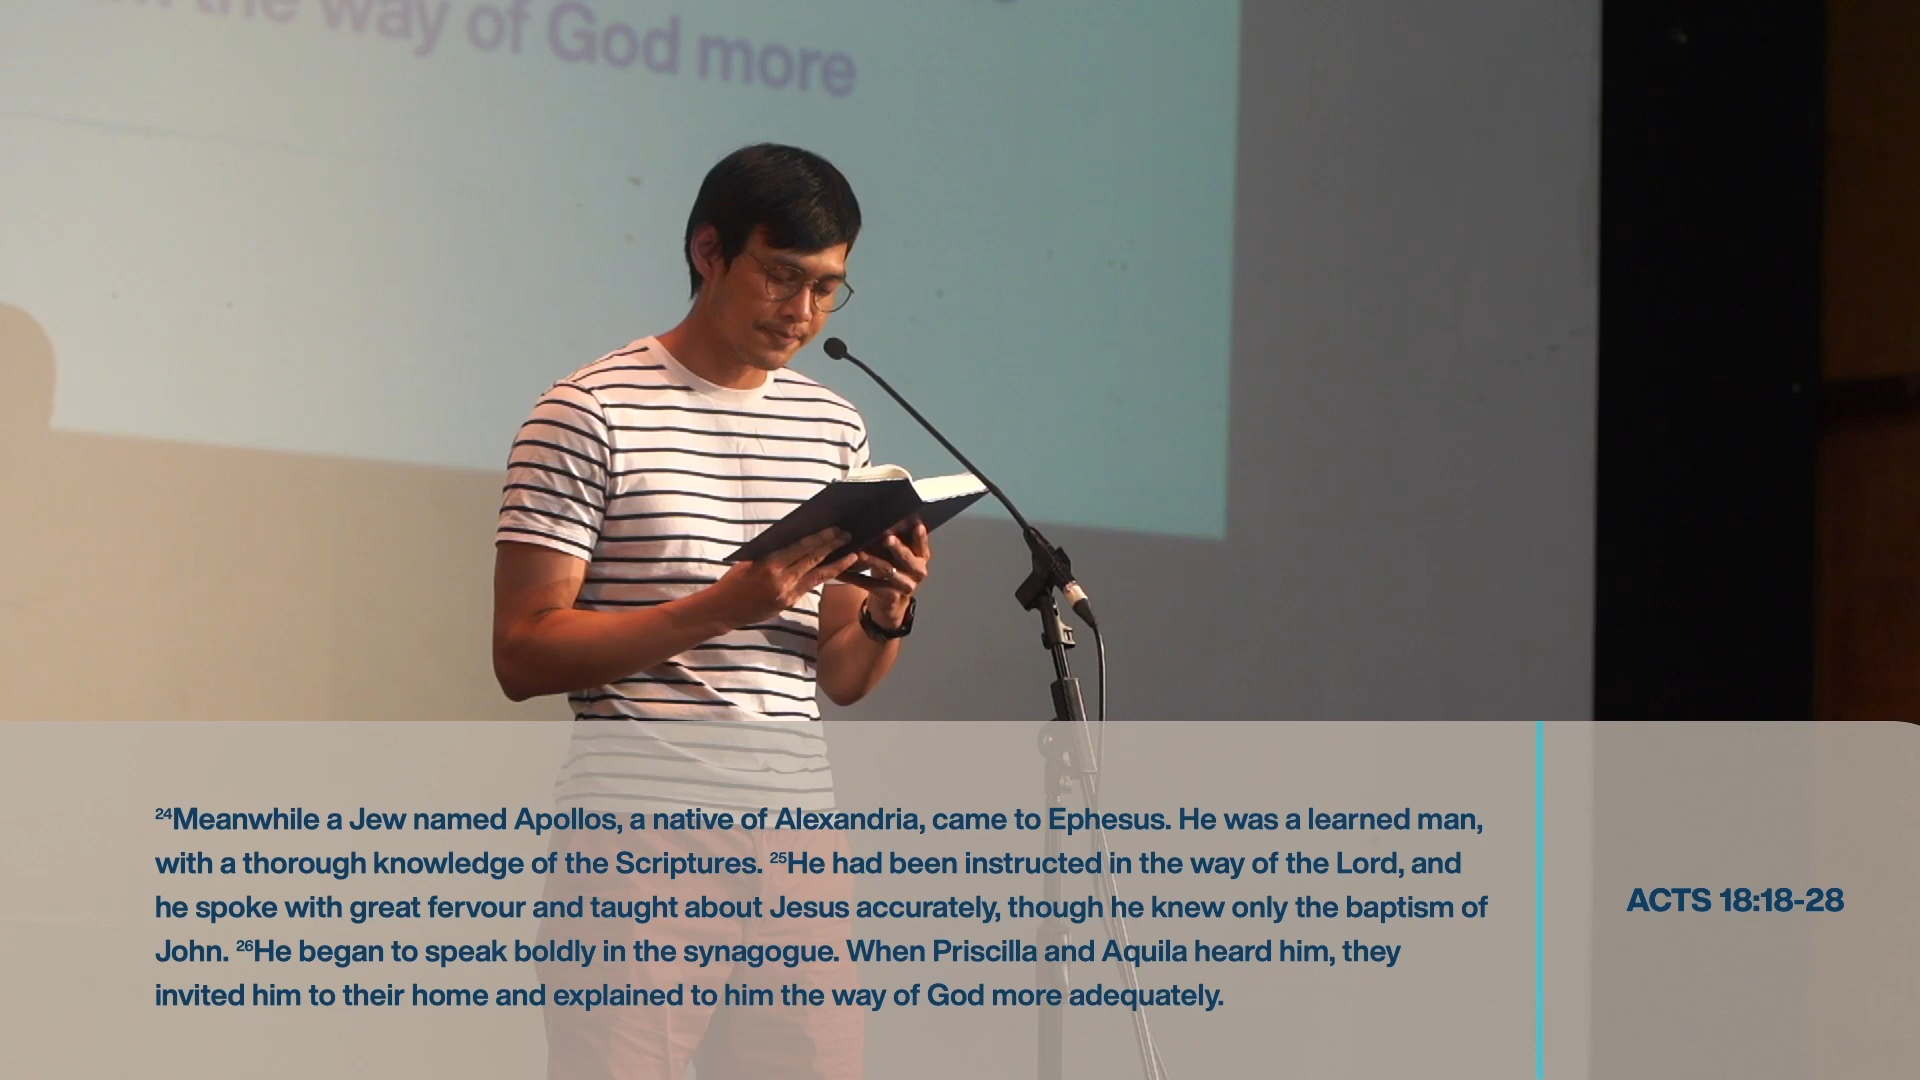 the way of God more
²⁴Meanwhile a Jew named Apollos, a native of Alexandria, came to Ephesus. He was a learned man,
with a thorough knowledge of the Scriptures. ²⁵He had been instructed in the way of the Lord, and
he spoke with great fervour and taught about Jesus accurately, though he knew only the baptism of
John. ²⁶He began to speak boldly in the synagogue. When Priscilla and Aquila heard him, they
invited him to their home and explained to him the way of God more adequately.
ACTS 18:18-28